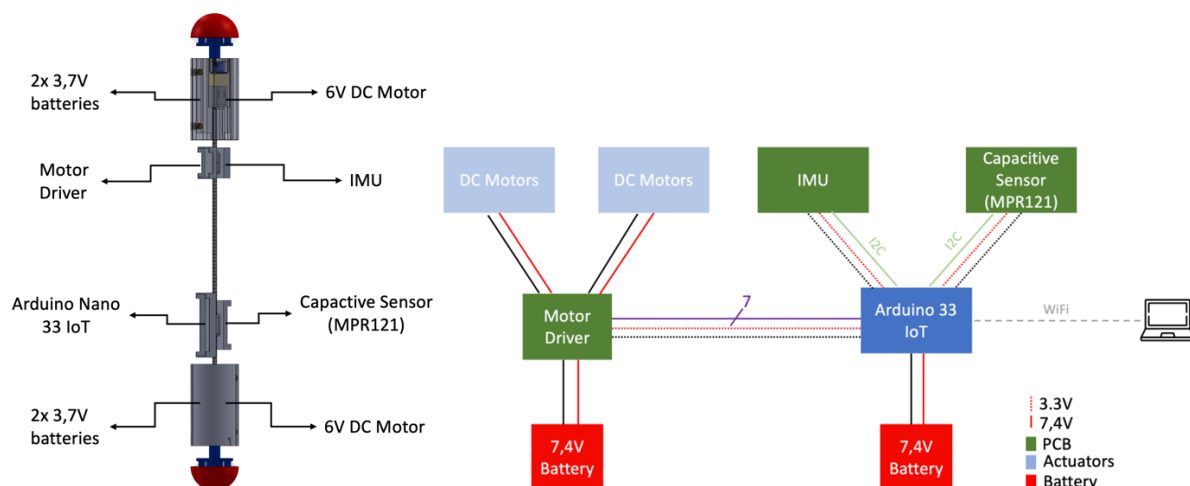 2x 3,7V
batteries
6V DC Motor
Motor
Driver
IMU
Arduino Nano
33 IoT
Capactive Sensor
(MPR121)
2x 3,7V
batteries
6V DC Motor
DC Motors
DC Motors
IMU
Capacitive
Sensor
(MPR121)
I2C
I2C
Motor
Driver
7
Arduino 33
IoT
WiFi
7,4V
Battery
7,4V
Battery
3.3V
7,4V
PCB
Actuators
Battery